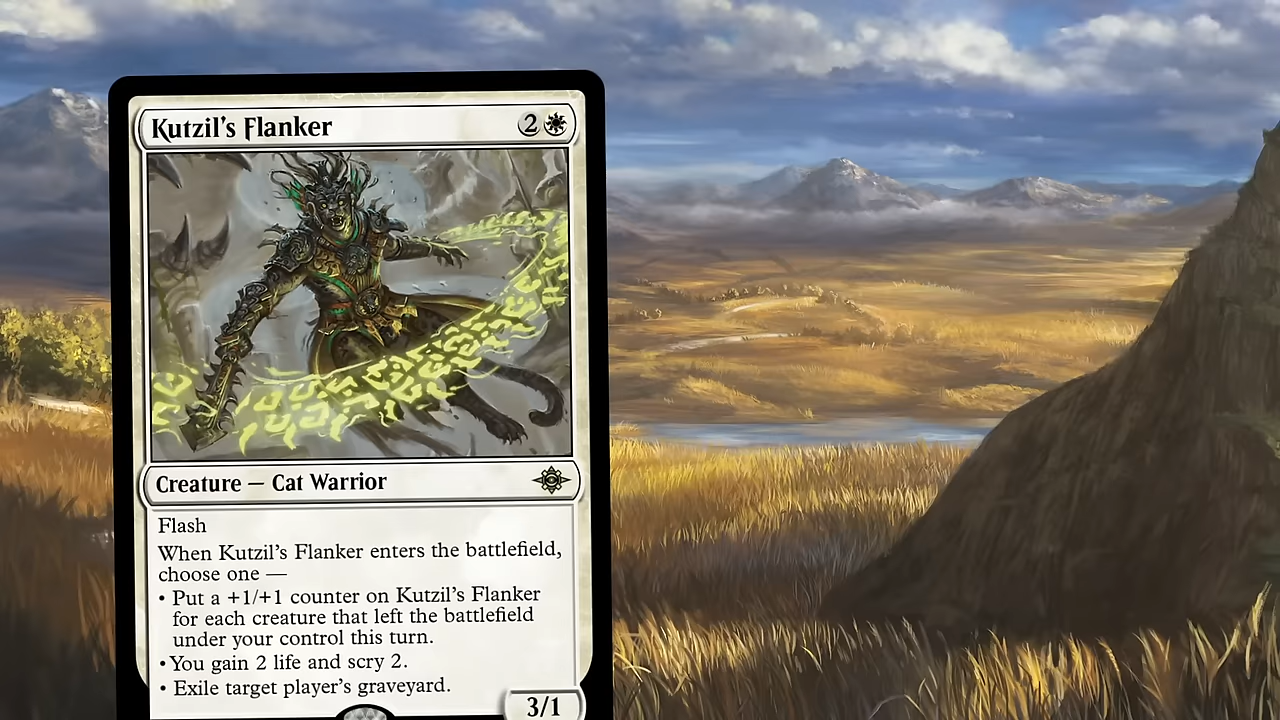 Kutzil's Flanker 2
Creature — Cat Warrior
Flash
When Kutzil's Flanker enters the battlefield,
choose one —
• Put a +1/+1 counter on Kutzil's Flanker
for each creature that left the battlefield
under your control this turn.
• You gain 2 life and scry 2.
• Exile target player's graveyard.
3/1